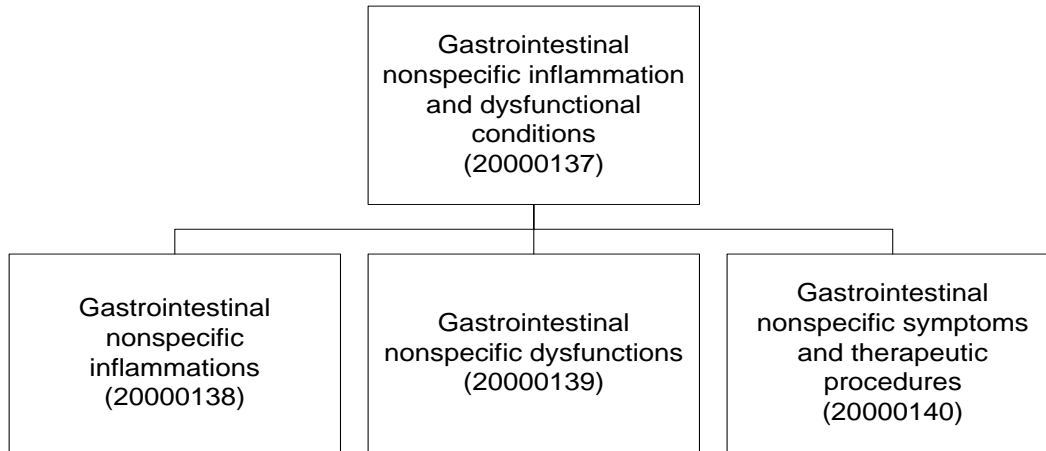 Gastrointestinal
nonspecific inflammation
and dysfunctional
conditions
(20000137)
Gastrointestinal
nonspecific
inflammations
(20000138)
Gastrointestinal
nonspecific dysfunctions
(20000139)
Gastrointestinal
nonspecific symptoms
and therapeutic
procedures
(20000140)